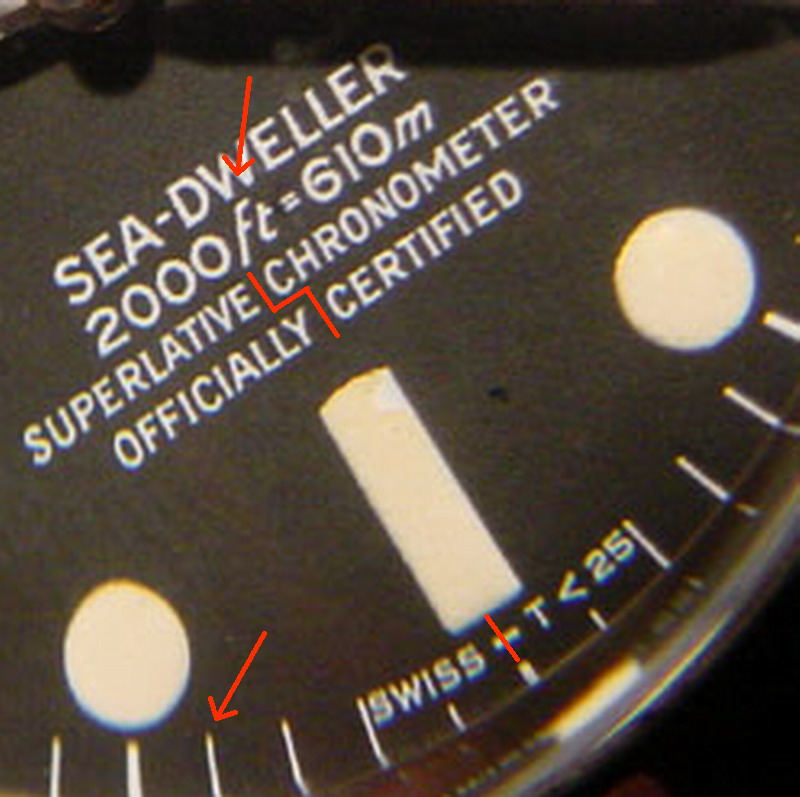 SEA-DWELLER
2000ft=610m
SUPERLATIVE CHRONOMETER
OFFICIALLY CERTIFIED
SWISS - T < 25